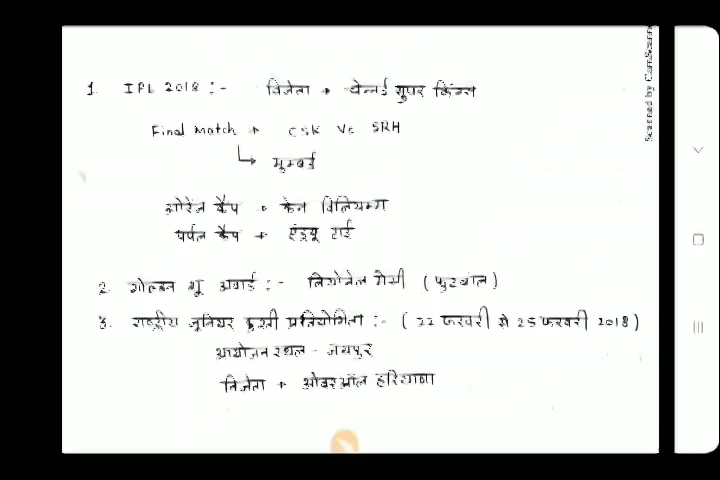 1. IPL 2018 :- विजेता → चेन्नई सुपर किंग्स
Final match → CSK Vs SRH
मुम्बई
ओरेंज कैप → केन विलियम्स
पर्पल कैप → एंड्रयू टाई
2. गोल्डन शू अवार्ड :- लियोनेल मेसी (फुटबॉल)
3. राष्ट्रीय जूनियर कुश्ती प्रतियोगिता :- (22 फरवरी से 25 फरवरी 2018)
आयोजन स्थल - जयपुर
विजेता → ओवरऑल हरियाणा
Scanned by CamScanner